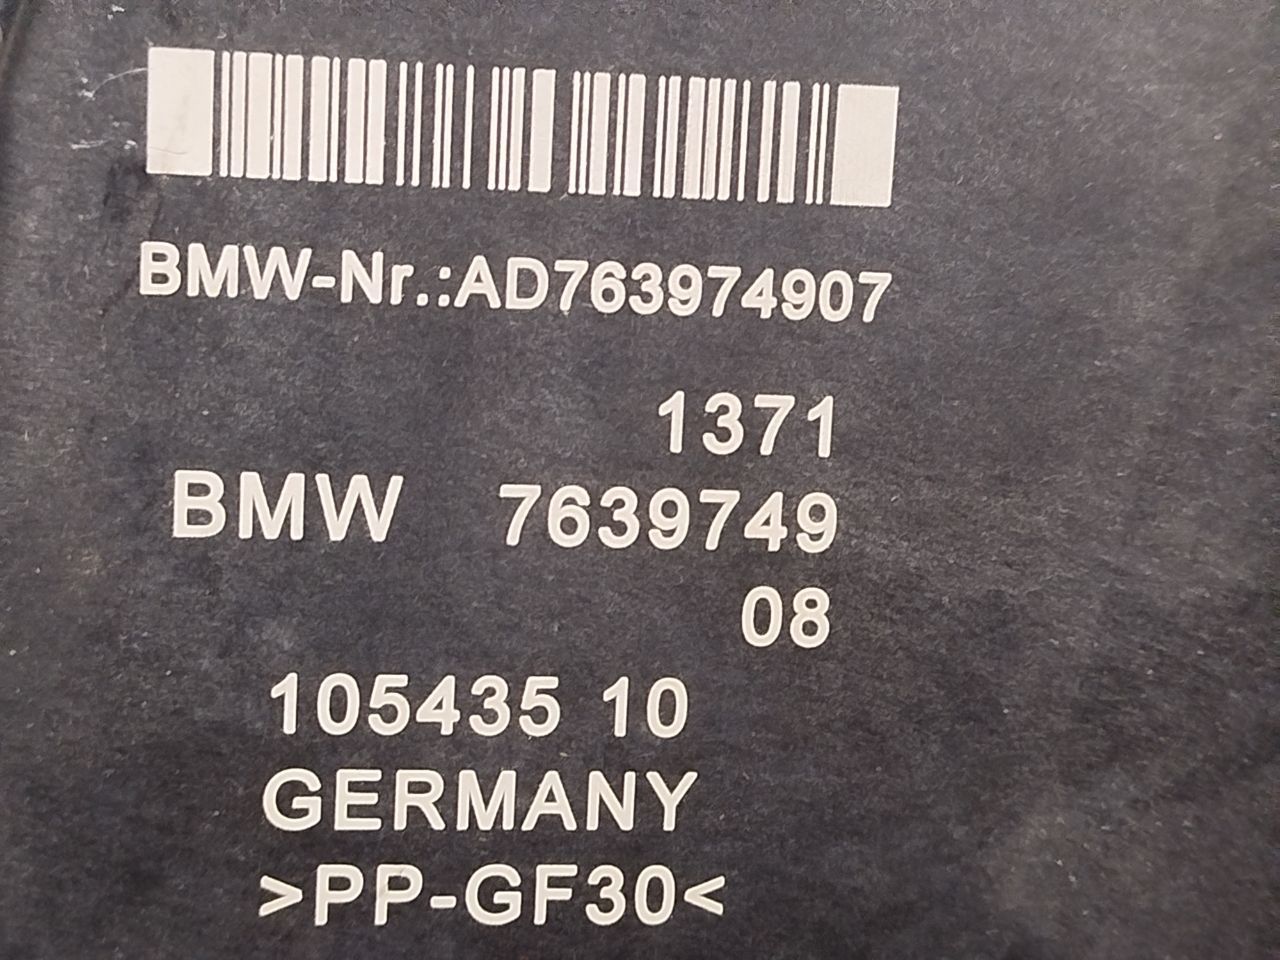 BMW-Nr.:AD763974907
1371
BMW 7639749
08
105435 10
GERMANY
>PP-GF30<